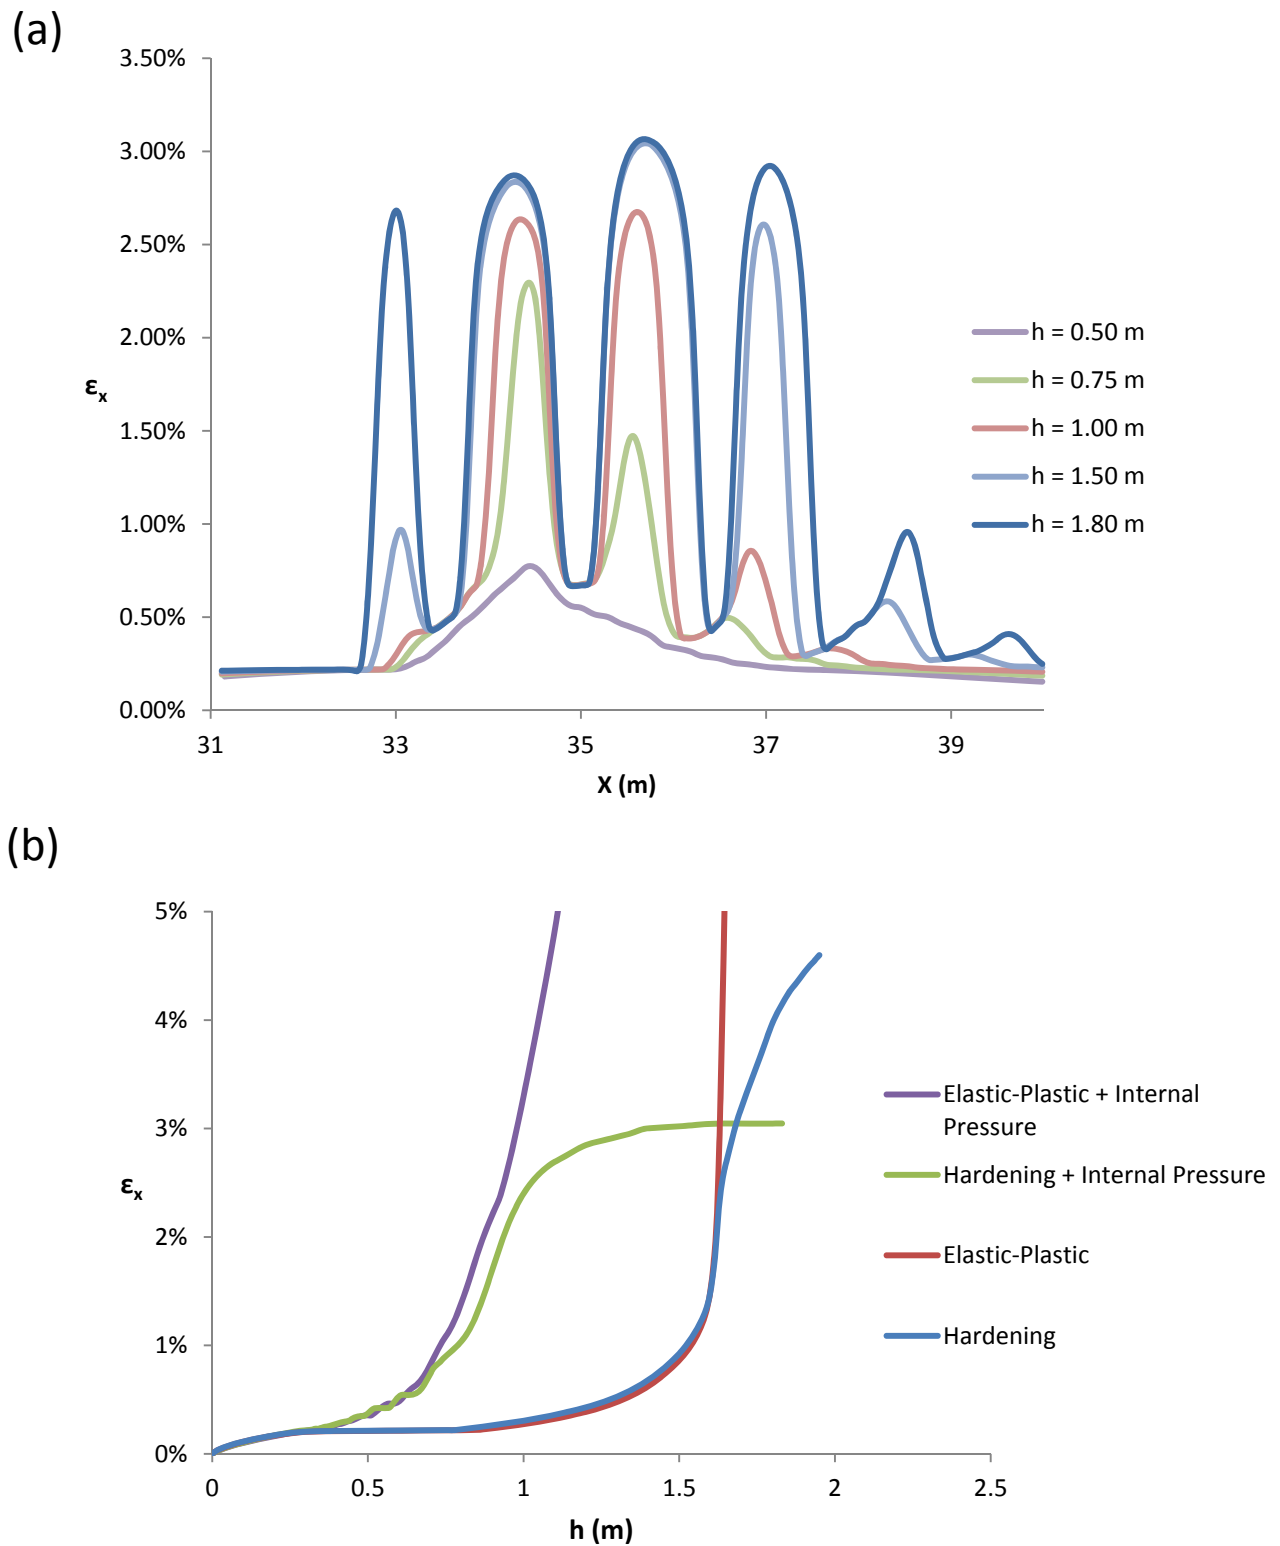 (a)
3.50%
3.00%
2.50%
2.00%
1.50%
1.00%
0.50%
0.00%
εx
31 33 35 37 39
X (m)
h = 0.50 m
h = 0.75 m
h = 1.00 m
h = 1.50 m
h = 1.80 m
(b)
5%
4%
3%
2%
1%
0%
εx
0 0.5 1 1.5 2 2.5
h (m)
Elastic-Plastic + Internal
Pressure
Hardening + Internal Pressure
Elastic-Plastic
Hardening